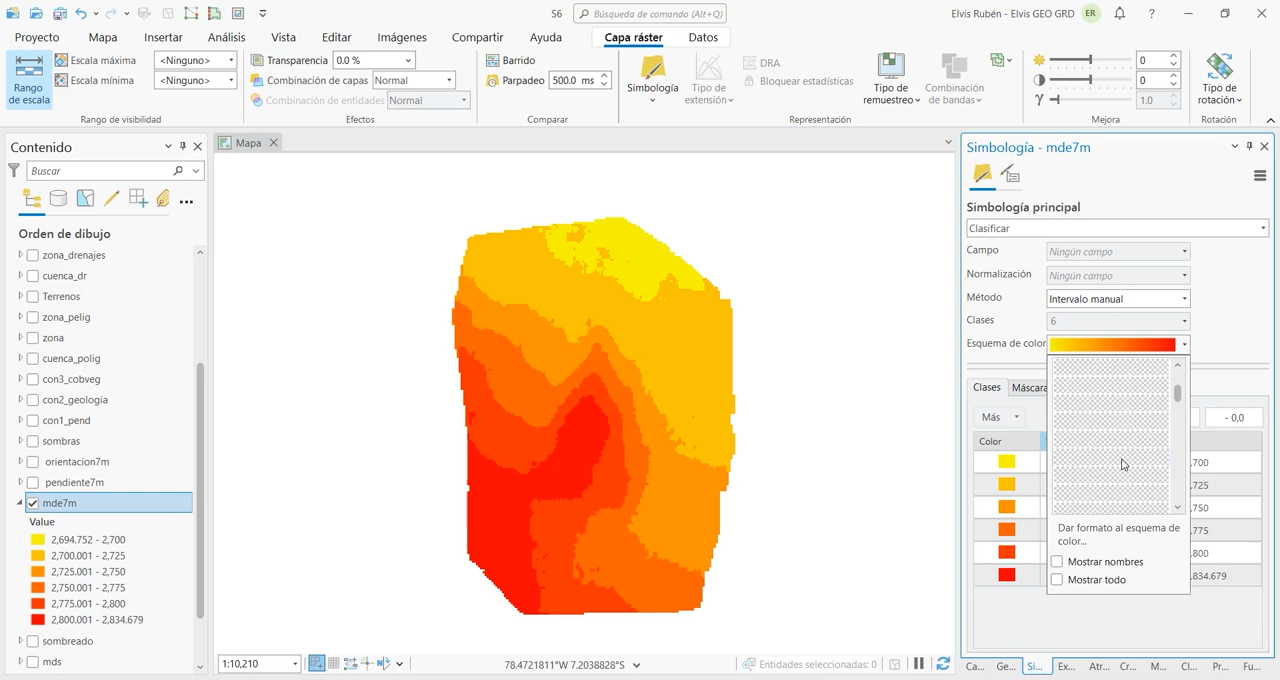 S6
Búsqueda de comando (Alt+Q)
Elvis Rubén - Elvis GEO GRD
ER
?
Proyecto
Mapa
Insertar
Análisis
Vista
Editar
Imágenes
Compartir
Ayuda
Capa ráster
Datos
Rango de escala
Escala máxima
<Ninguno>
Escala mínima
<Ninguno>
Rango de visibilidad
Transparencia
0.0 %
Combinación de capas
Normal
Combinación de entidades
Normal
Efectos
Barrido
Parpadeo
500.0 ms
Comparar
Simbología
Tipo de extensión
DRA
Bloquear estadísticas
Tipo de remuestreo
Combinación de bandas
Representación
0
0
1.0
Mejora
Tipo de rotación
Rotación
Contenido
Buscar
Orden de dibujo
zona_drenajes
cuenca_dr
Terrenos
zona_pelig
zona
cuenca_polig
con3_cobveg
con2_geologia
con1_pend
sombras
orientacion7m
pendiente7m
mde7m
Value
2,694.752 - 2,700
2,700.001 - 2,725
2,725.001 - 2,750
2,750.001 - 2,775
2,775.001 - 2,800
2,800.001 - 2,834.679
sombreado
mds
Mapa
1:10,210
78.4721811°W 7.2038828°S
Entidades seleccionadas: 0
Simbología - mde7m
Simbología principal
Clasificar
Campo
Ningún campo
Normalización
Ningún campo
Método
Intervalo manual
Clases
6
Esquema de color
Clases
Máscara
Más
- 0,0
Color
,700
,725
,750
,775
,800
,834.679
Dar formato al esquema de
color...
Mostrar nombres
Mostrar todo
Ca...
Ge...
Si...
Ex...
Atr...
Cr...
M...
Cl...
Pr...
Fu...